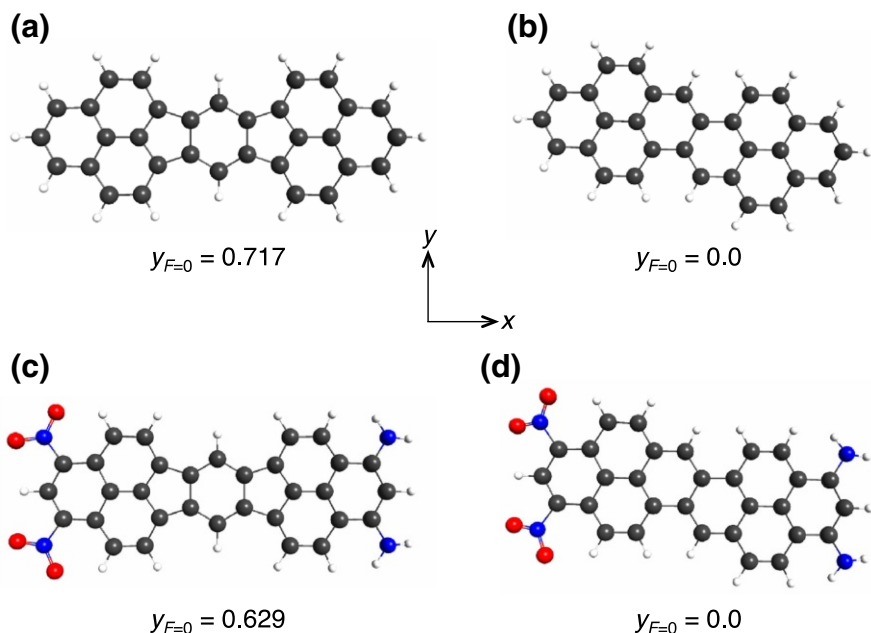 (a)
(b)
y_{F=0} = 0.717
y_{F=0} = 0.0
y
x
(c)
(d)
y_{F=0} = 0.629
y_{F=0} = 0.0